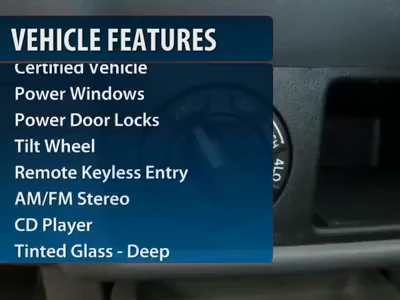 VEHICLE FEATURES
Certified Vehicle
Power Windows
Power Door Locks
Tilt Wheel
Remote Keyless Entry
AM/FM Stereo
CD Player
Tinted Glass - Deep
4LO